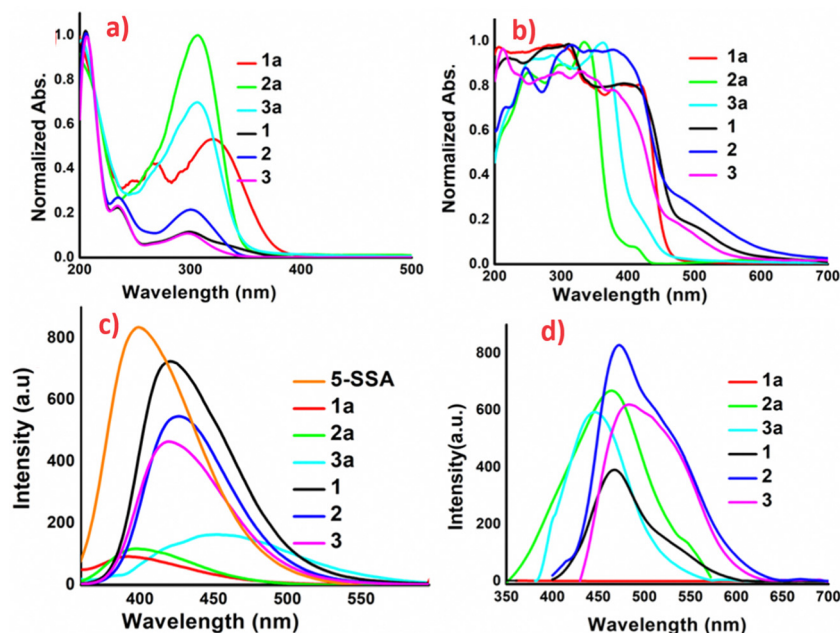 a)
Normalized Abs.
1.0
0.8
0.6
0.4
0.2
0.0
1a
2a
3a
1
2
3
200 300 400 500
Wavelength (nm)
b)
Normalized Abs.
1.0
0.8
0.6
0.4
0.2
0.0
1a
2a
3a
1
2
3
200 300 400 500 600 700
Wavelength (nm)
c)
Intensity (a.u)
800
600
400
200
0
5-SSA
1a
2a
3a
1
2
3
400 450 500 550
Wavelength (nm)
d)
Intensity(a.u.)
800
600
400
200
0
1a
2a
3a
1
2
3
350 400 450 500 550 600 650 700
Wavelength (nm)